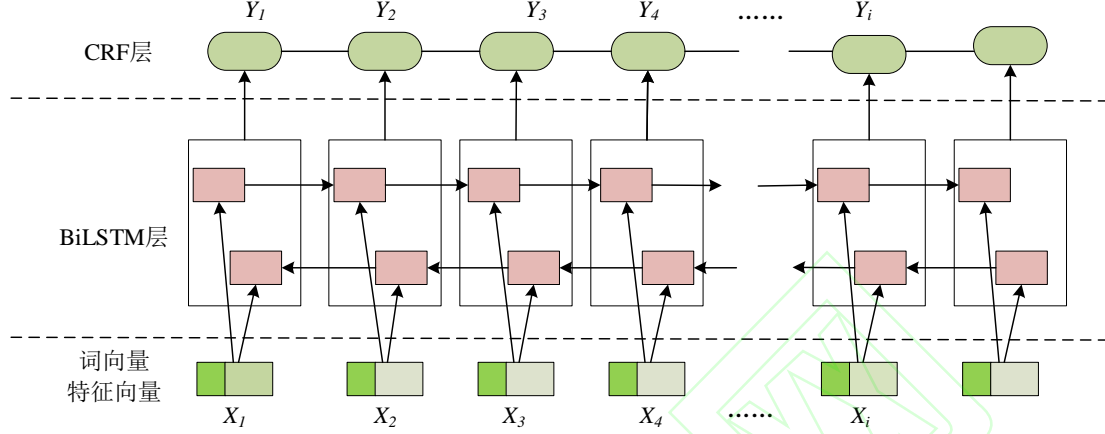 Y1 Y2 Y3 Y4 …… Yi
CRF层
BiLSTM层
词向量
特征向量
X1 X2 X3 X4 …… Xi